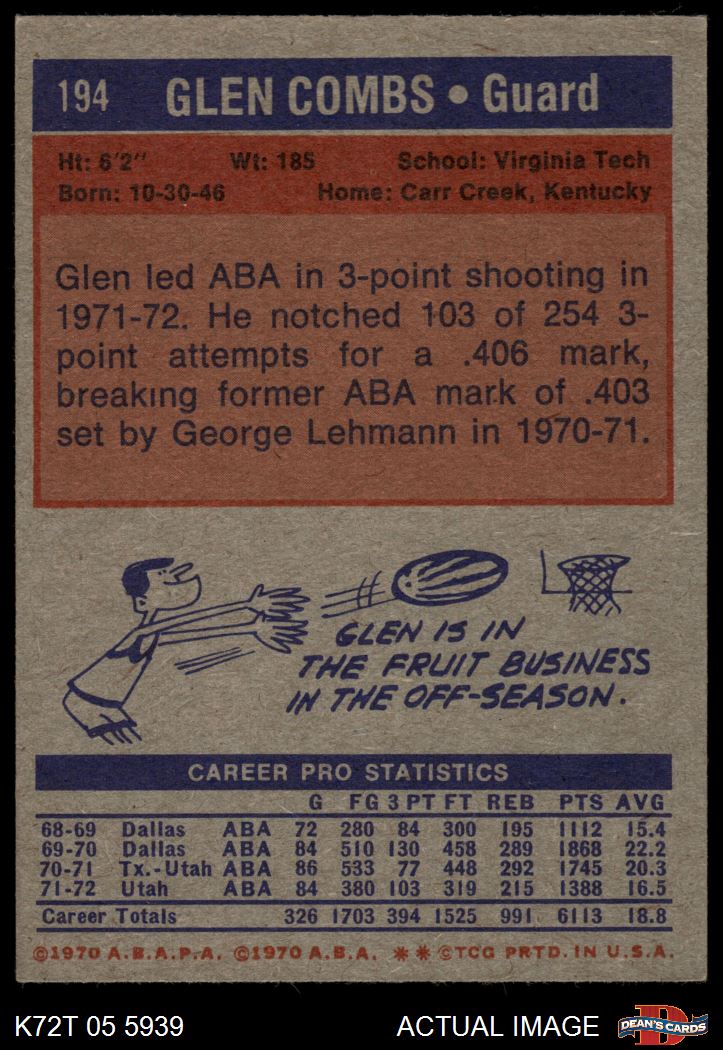 194 GLEN COMBS • Guard
Ht: 6'2" Wt: 185 School: Virginia Tech
Born: 10-30-46 Home: Carr Creek, Kentucky
Glen led ABA in 3-point shooting in
1971-72. He notched 103 of 254 3-
point attempts for a .406 mark,
breaking former ABA mark of .403
set by George Lehmann in 1970-71.
GLEN IS IN
THE FRUIT BUSINESS
IN THE OFF-SEASON.
CAREER PRO STATISTICS
G FG 3 PT FT REB PTS AVG
68-69 Dallas ABA 72 280 84 300 195 1112 15.4
69-70 Dallas ABA 84 510 130 458 289 1868 22.2
70-71 Tx.-Utah ABA 86 533 77 448 292 1745 20.3
71-72 Utah ABA 84 380 103 319 215 1388 16.5
Career Totals 326 1703 394 1525 991 6113 18.8
©1970 A.B.A.P.A. ©1970 A.B.A. ** ©TCG PRTD. IN U.S.A.
K72T 05 5939 ACTUAL IMAGE D DEAN'S CARDS